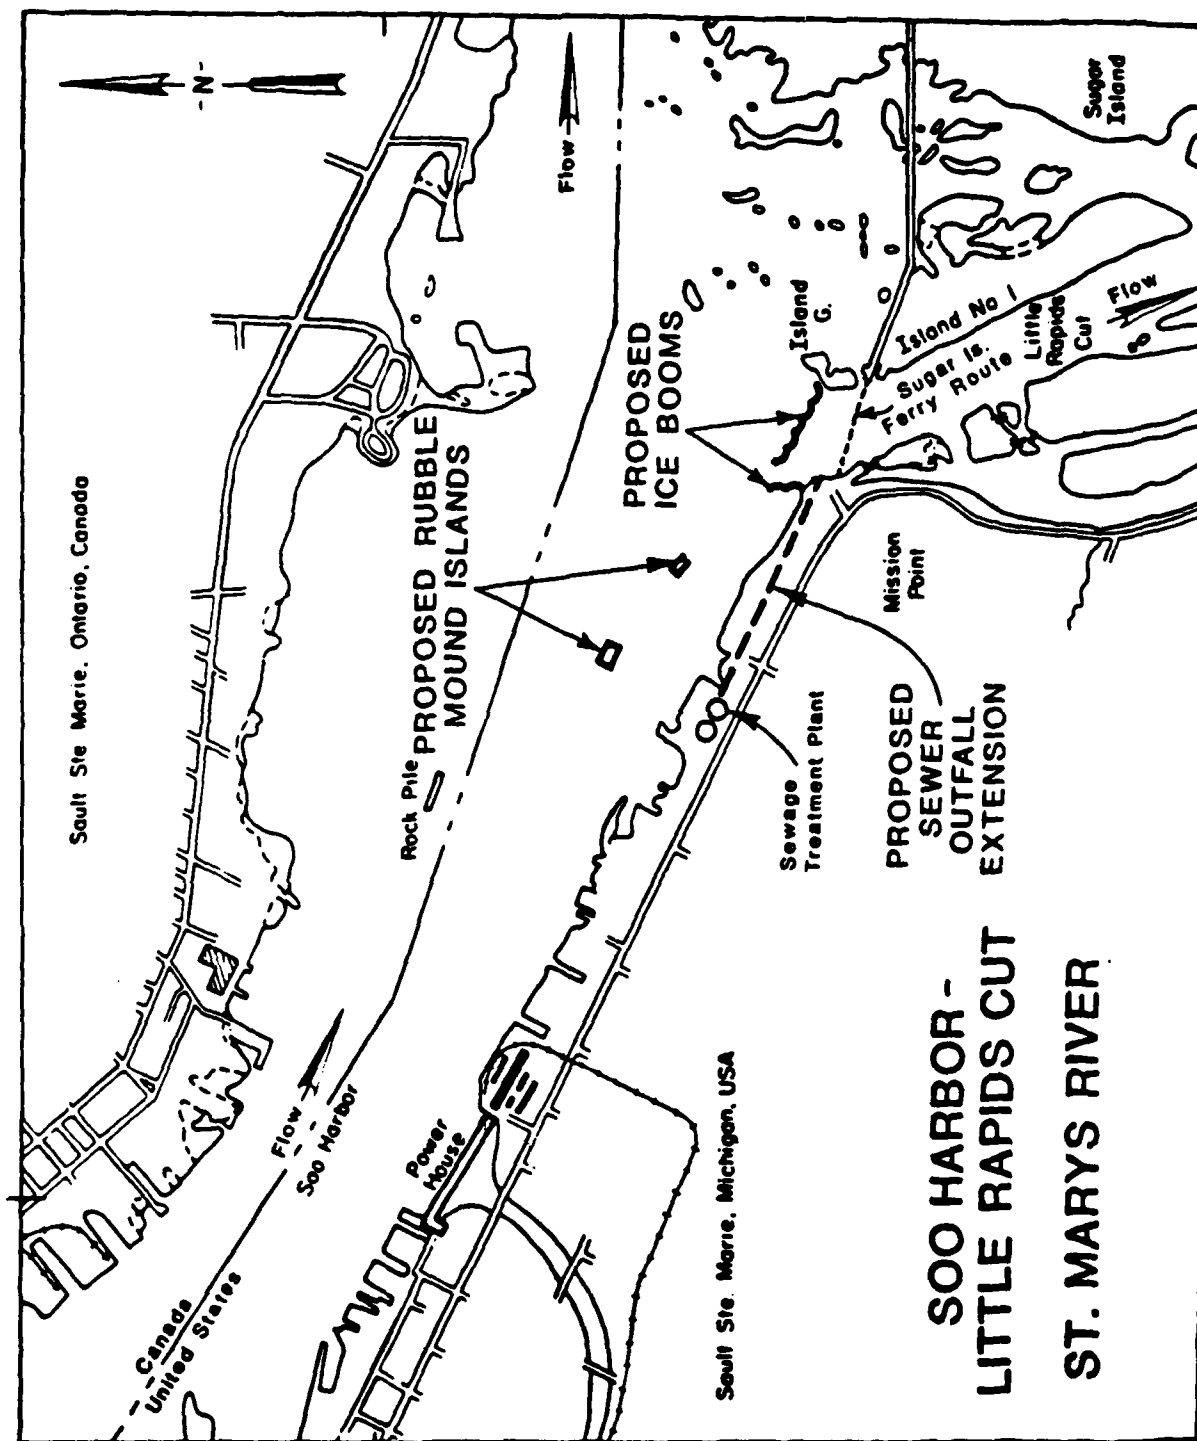 Sault Ste Marie, Ontario, Canada
-N-
Flow
Canada
United States
Flow
Soo Harbor
Rock Pile
PROPOSED RUBBLE
MOUND ISLANDS
PROPOSED
ICE BOOMS
Power
House
Island
G.
Sugar
Island
Island No 1
Sugar Is.
Ferry Route
Little
Rapids
Cut
Flow
Mission
Point
Sewage
Treatment Plant
PROPOSED
SEWER
OUTFALL
EXTENSION
Sault Ste. Marie, Michigan, USA
SOO HARBOR -
LITTLE RAPIDS CUT
ST. MARYS RIVER